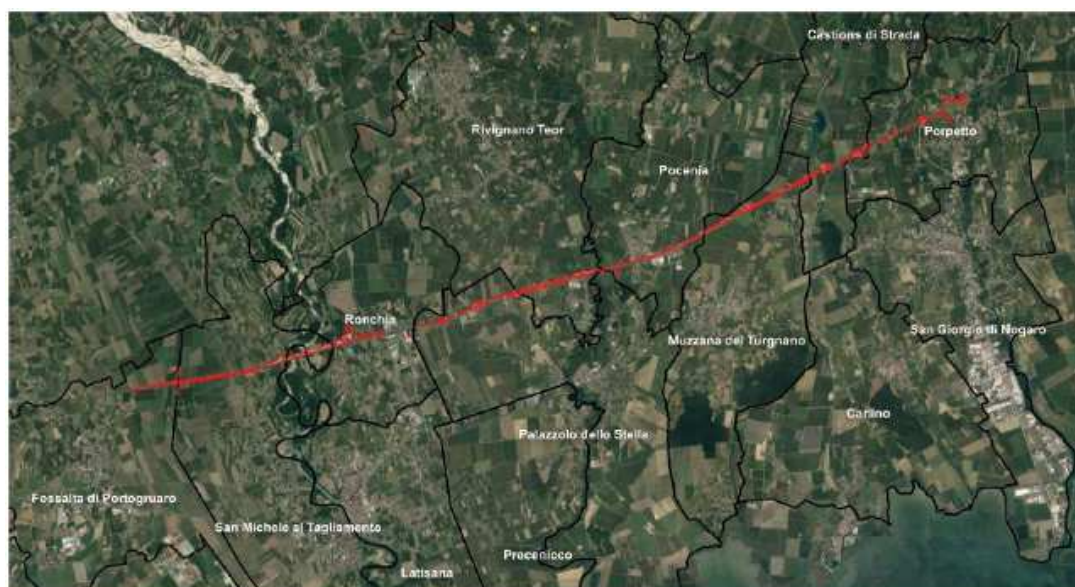 Castions di Strada
Rivignano Teor
Porpetto
Pocenia
Ronchis
San Giorgio di Nogaro
Muzzana del Turgnano
Carlino
Palazzolo dello Stella
Fossalta di Portogruaro
San Michele al Tagliamento
Precenicco
Latisana